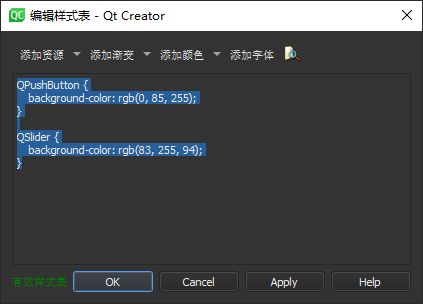 QC 编辑样式表 - Qt Creator
添加资源 添加渐变 添加颜色 添加字体
QPushButton {
    background-color: rgb(0, 85, 255);
}
QSlider {
    background-color: rgb(83, 255, 94);
}
有效样式表 OK Cancel Apply Help